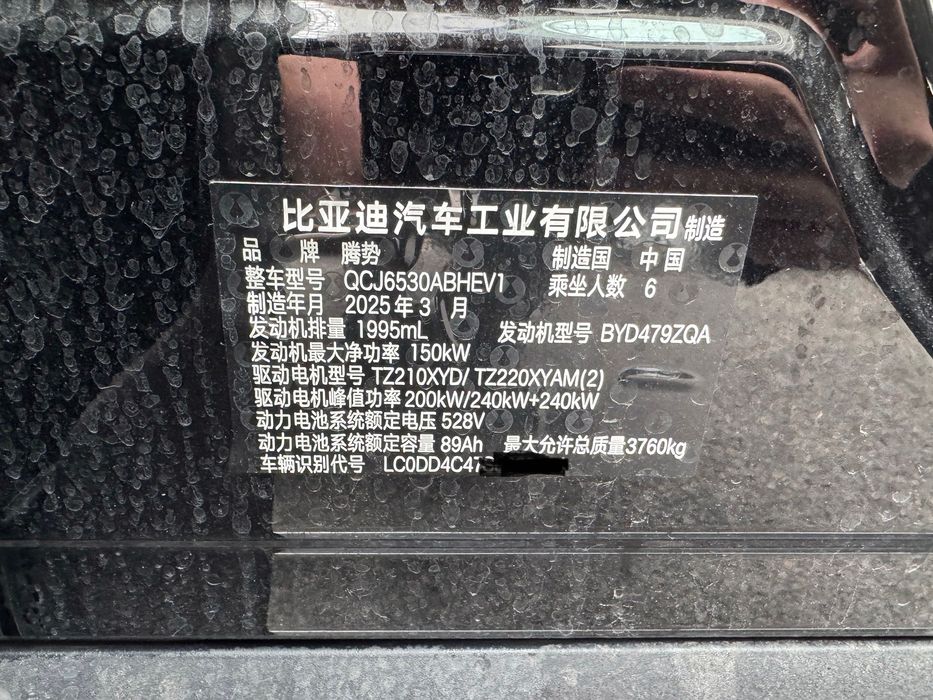 比亚迪汽车工业有限公司制造
品 牌 腾势 制造国 中国
整车型号 QCJ6530ABHEV1 乘坐人数 6
制造年月 2025年3月
发动机排量 1995mL 发动机型号 BYD479ZQA
发动机最大净功率 150kW
驱动电机型号 TZ210XYD/ TZ220XYAM(2)
驱动电机峰值功率 200kW/240kW+240kW
动力电池系统额定电压 528V
动力电池系统额定容量 89Ah 最大允许总质量3760kg
车辆识别代号 LC0DD4C47